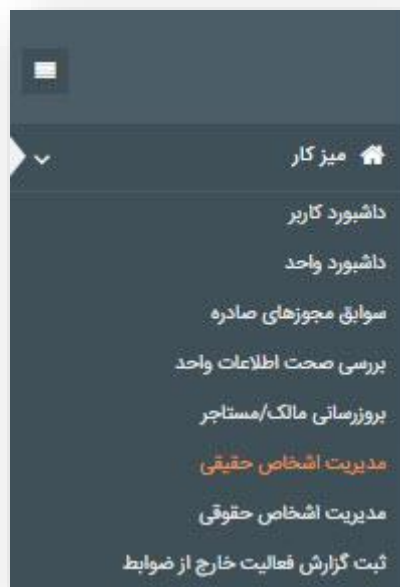 میز کار
داشبورد کاربر
داشبورد واحد
سوابق مجوزهای صادره
بررسی صحت اطلاعات واحد
بروزرسانی مالک/مستاجر
مدیریت اشخاص حقیقی
مدیریت اشخاص حقوقی
ثبت گزارش فعالیت خارج از ضوابط